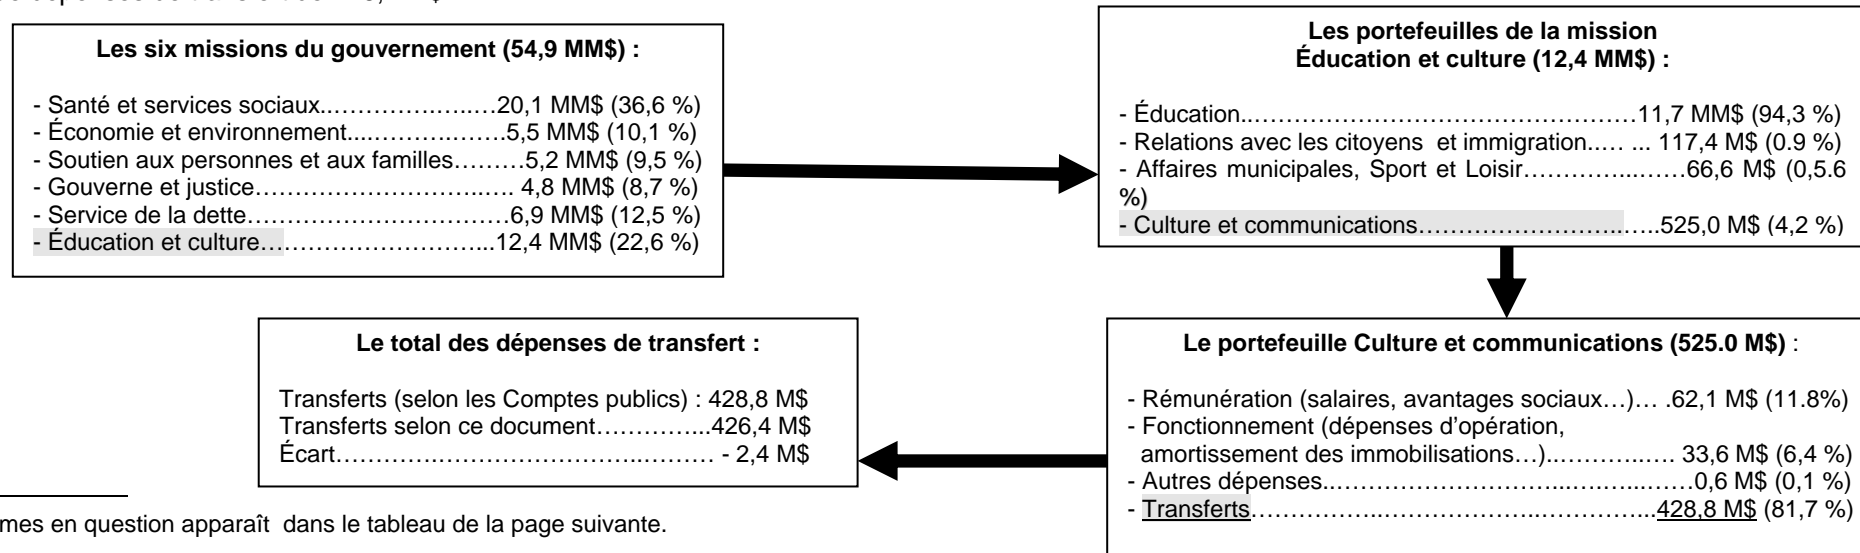 Les six missions du gouvernement (54,9 MM$) :
- Santé et services sociaux..……………..……..…20,1 MM$ (36,6 %)
- Économie et environnement....……….…….5,5 MM$ (10,1 %)
- Soutien aux personnes et aux familles………5,2 MM$ (9,5 %)
- Gouverne et justice…………………………..…. 4,8 MM$ (8,7 %)
- Service de la dette……………………………6,9 MM$ (12,5 %)
- Éducation et culture….……………………...12,4 MM$ (22,6 %)
Les portefeuilles de la mission
Éducation et culture (12,4 MM$) :
- Éducation..…………………………………………11,7 MM$ (94,3 %)
- Relations avec les citoyens et immigration..… ... 117,4 M$ (0.9 %)
- Affaires municipales, Sport et Loisir…………...……66,6 M$ (0,5.6
%)
- Culture et communications……………………..…..525,0 M$ (4,2 %)
Le portefeuille Culture et communications (525.0 M$) :
- Rémunération (salaires, avantages sociaux…)… .62,1 M$ (11.8%)
- Fonctionnement (dépenses d’opération,
amortissement des immobilisations…)..………...…. 33,6 M$ (6,4 %)
- Autres dépenses..……………………...…...……0,6 M$ (0,1 %)
- Transferts…………….………………..…………...428,8 M$ (81,7 %)
Le total des dépenses de transfert :
Transferts (selon les Comptes publics) : 428,8 M$
Transferts selon ce document…………...426,4 M$
Écart………….……………………..……… - 2,4 M$
mes en question apparaît dans le tableau de la page suivante.